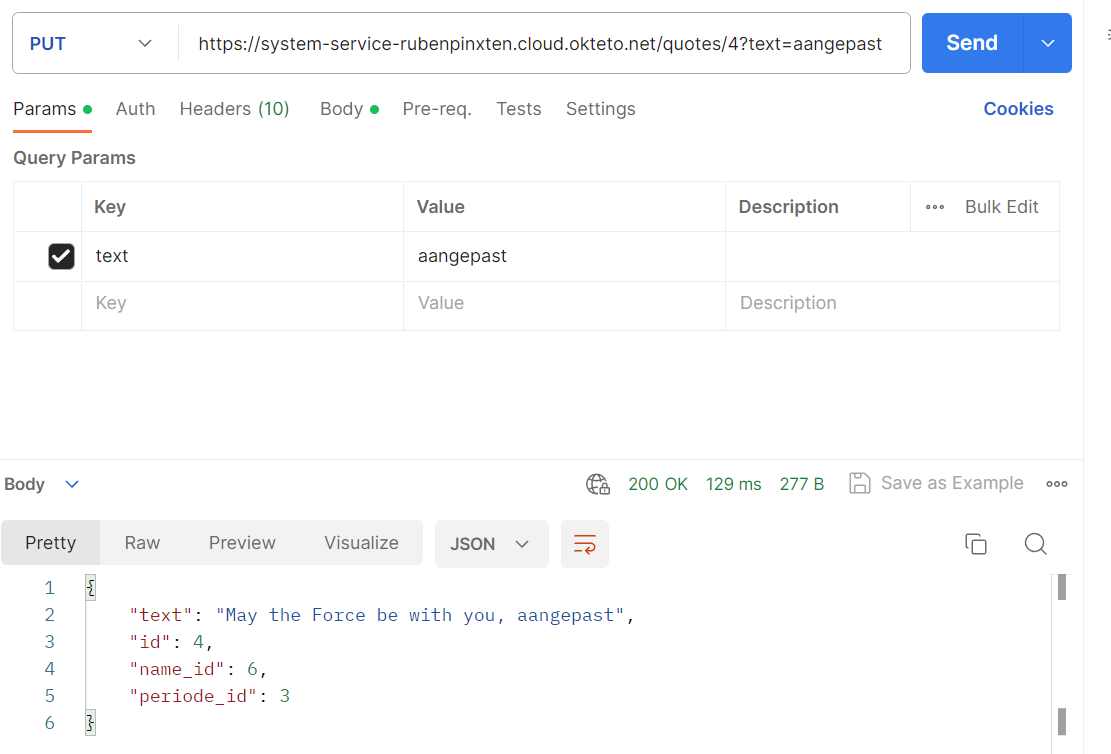 PUT https://system-service-rubenpinxten.cloud.okteto.net/quotes/4?text=aangepast Send
Params Auth Headers (10) Body Pre-req. Tests Settings Cookies
Query Params
Key Value Description Bulk Edit
text aangepast
Key Value Description
Body 200 OK 129 ms 277 B Save as Example
Pretty Raw Preview Visualize JSON
1 {
2 "text": "May the Force be with you, aangepast",
3 "id": 4,
4 "name_id": 6,
5 "periode_id": 3
6 }